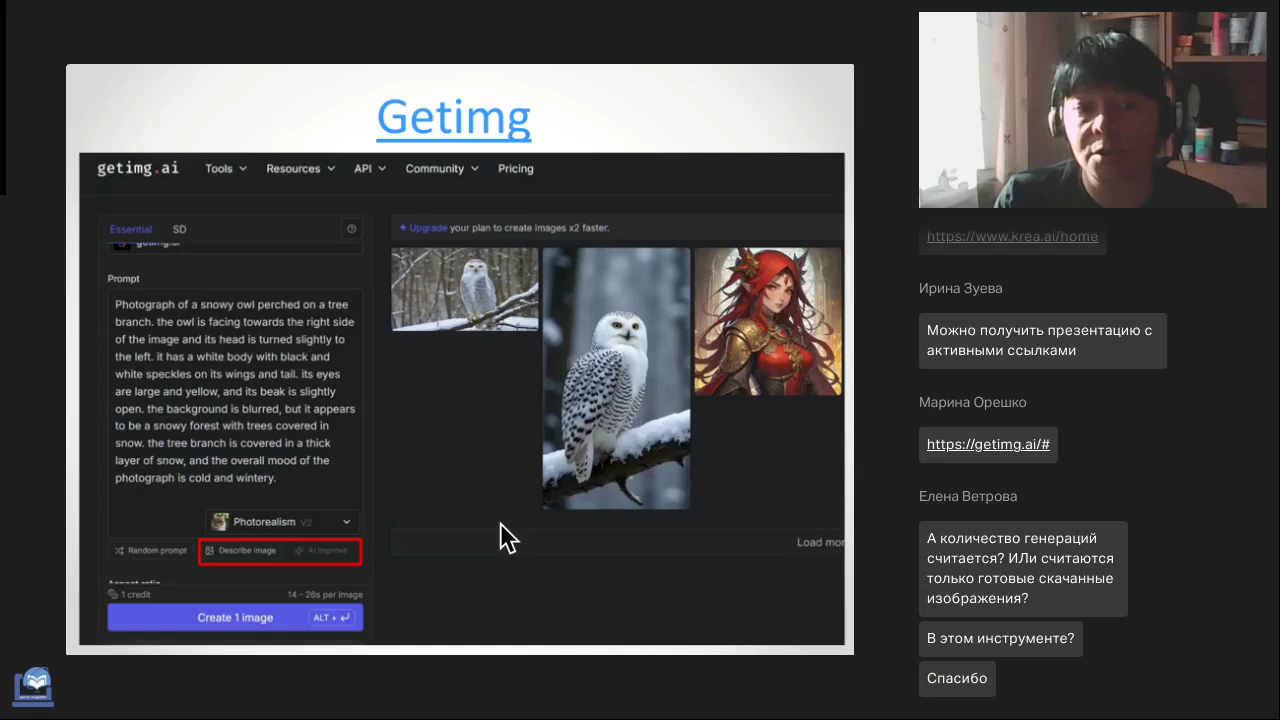 Getimg
getimg.ai Tools Resources API Community Pricing
Essential SD
getimg.ai
Prompt
Photograph of a snowy owl perched on a tree
branch. the owl is facing towards the right side
of the image and its head is turned slightly to
the left. it has a white body with black and
white speckles on its wings and tail. its eyes
are large and yellow, and its beak is slightly
open. the background is blurred, but it appears
to be a snowy forest with trees covered in
snow. the tree branch is covered in a thick
layer of snow, and the overall mood of the
photograph is cold and wintery.
Photorealism V2
Random prompt Describe image AI Improve
Aspect ratio
1 credit 14 - 26s per image
Create 1 image ALT +
Upgrade your plan to create images x2 faster.
Load mor
https://www.krea.ai/home
Ирина Зуева
Можно получить презентацию с
активными ссылками
Марина Орешко
https://getimg.ai/#
Елена Ветрова
А количество генераций
считается? ИЛи считаются
только готовые скачанные
изображения?
В этом инструменте?
Спасибо